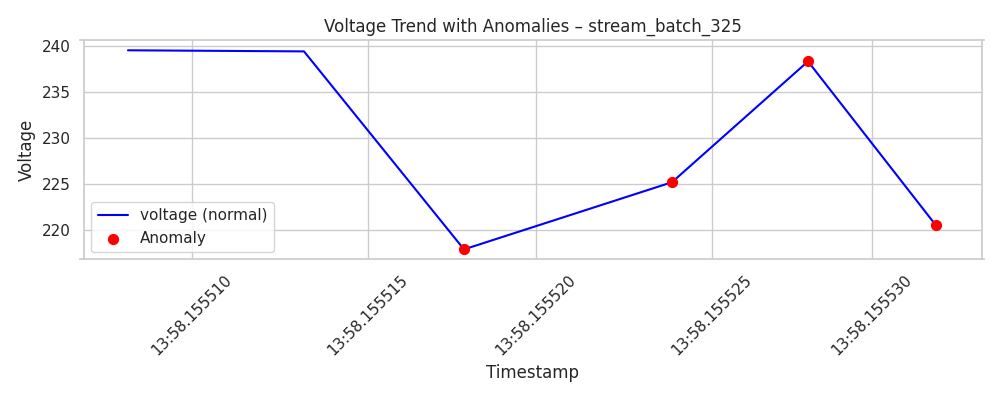 Voltage Trend with Anomalies – stream_batch_325
Voltage
240
235
230
225
220
voltage (normal)
Anomaly
13:58.155510
13:58.155515
13:58.155520
13:58.155525
13:58.155530
Timestamp